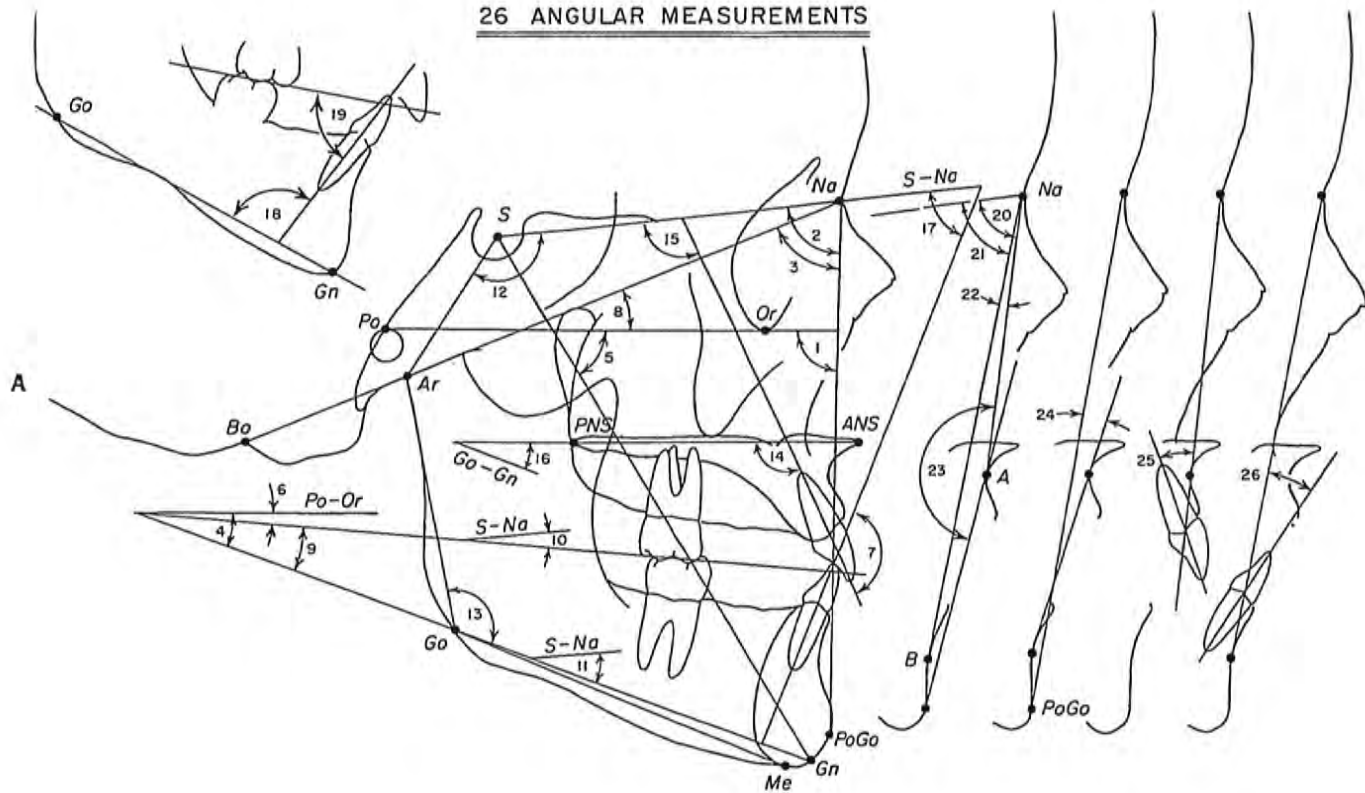 26 ANGULAR MEASUREMENTS
Go
19
18
Gn
Na
S-Na
Na
S
15
2
3
17
20
21
12
22
8
Po
Or
5
1
A
Ar
24
Bo
PNS
ANS
Go-Gn
16
14
23
A
25
26
6
Po-Or
4
9
S-Na
10
7
13
Go
S-Na
11
B
PoGo
PoGo
Gn
Me